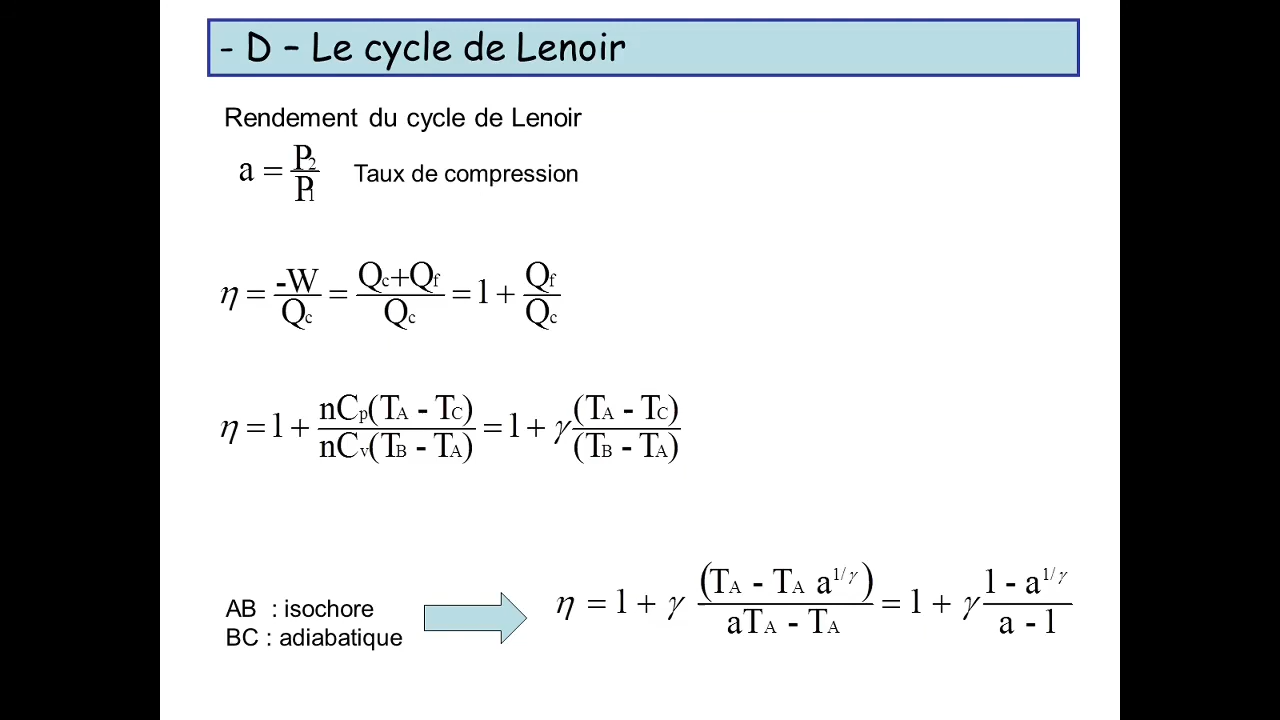 - D – Le cycle de Lenoir
Rendement du cycle de Lenoir
a = P₂/P₁ Taux de compression
η = -W/Qc = (Qc+Qf)/Qc = 1 + Qf/Qc
η = 1 + nCp(TA - TC)/nCv(TB - TA) = 1 + γ (TA - TC)/(TB - TA)
AB : isochore
BC : adiabatique
η = 1 + γ (TA - TA a^1/γ)/(aTA - TA) = 1 + γ (1 - a^1/γ)/(a - 1)